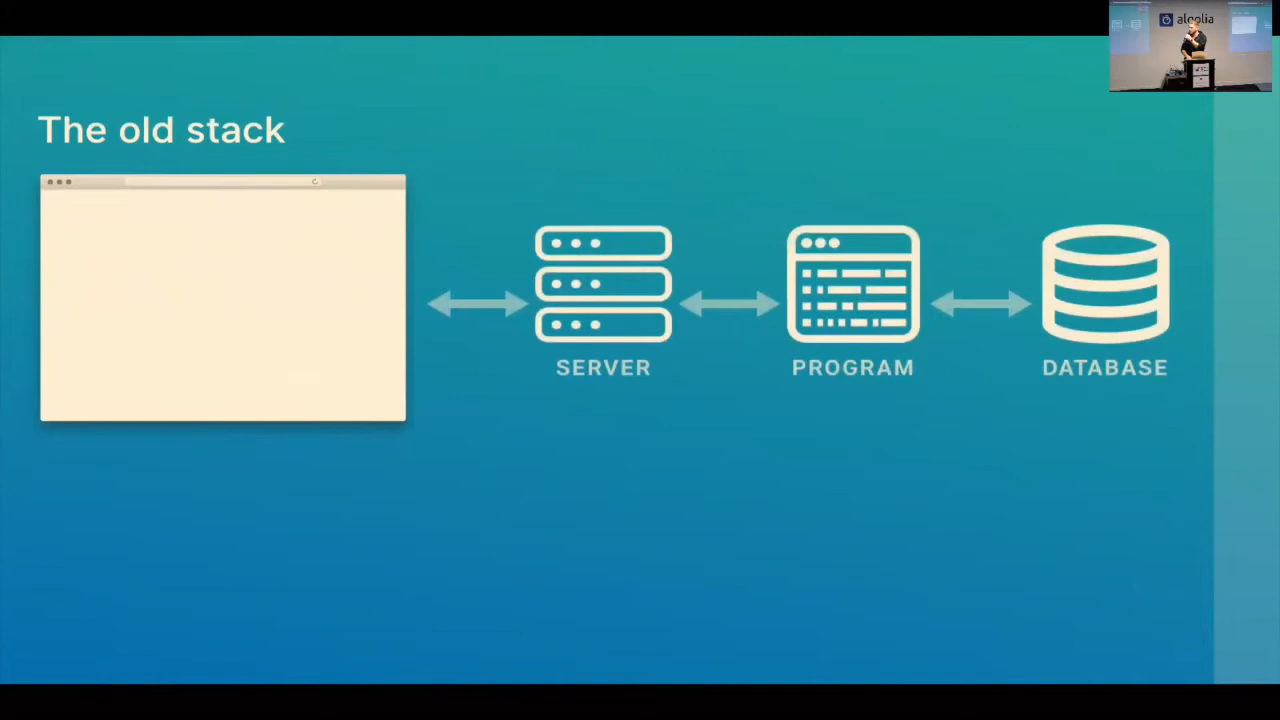 The old stack
SERVER
PROGRAM
DATABASE
algolia